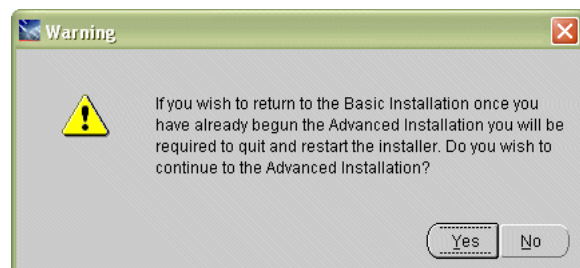 Warning
If you wish to return to the Basic Installation once you
have already begun the Advanced Installation you will be
required to quit and restart the installer. Do you wish to
continue to the Advanced Installation?
Yes No